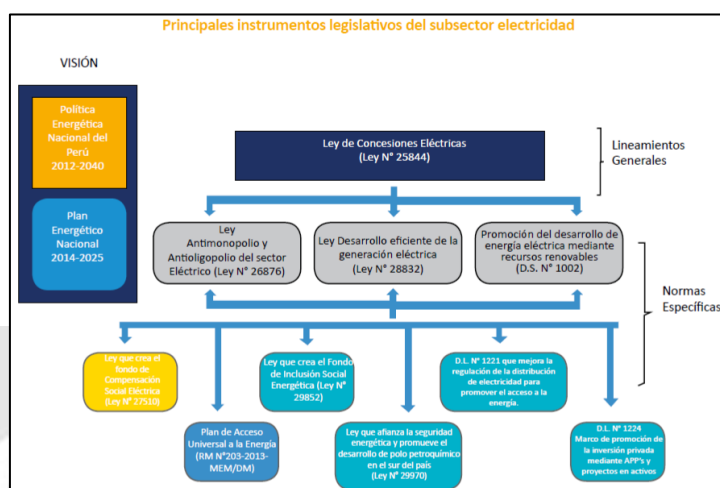 Principales instrumentos legislativos del subsector electricidad
VISIÓN
Política
Energética
Nacional del
Perú
2012-2040
Plan
Energético
Nacional
2014-2025
Ley de Concesiones Eléctricas
(Ley N° 25844)
Lineamientos
Generales
Ley
Antimonopolio y
Antioligopolio del sector
Eléctrico (Ley N° 26876)
Ley Desarrollo eficiente de la
generación eléctrica
(Ley N° 28832)
Promoción del desarrollo de
energía eléctrica mediante
recursos renovables
(D.S. N° 1002)
Normas
Específicas
Ley que crea el
fondo de
Compensación
Social Eléctrica
(Ley N° 27510)
Ley que crea el Fondo
de Inclusión Social
Energética (Ley N°
29852)
D.L. N° 1221 que mejora la
regulación de la distribución
de electricidad para
promover el acceso a la
energía.
Plan de Acceso
Universal a la Energía
(RM N°203-2013-
MEM/DM)
Ley que afianza la seguridad
energética y promueve el
desarrollo de polo petroquímico
en el sur del país
(Ley N° 29970)
D.L. N° 1224
Marco de promoción de
la inversión privada
mediante APP's y
proyectos en activos